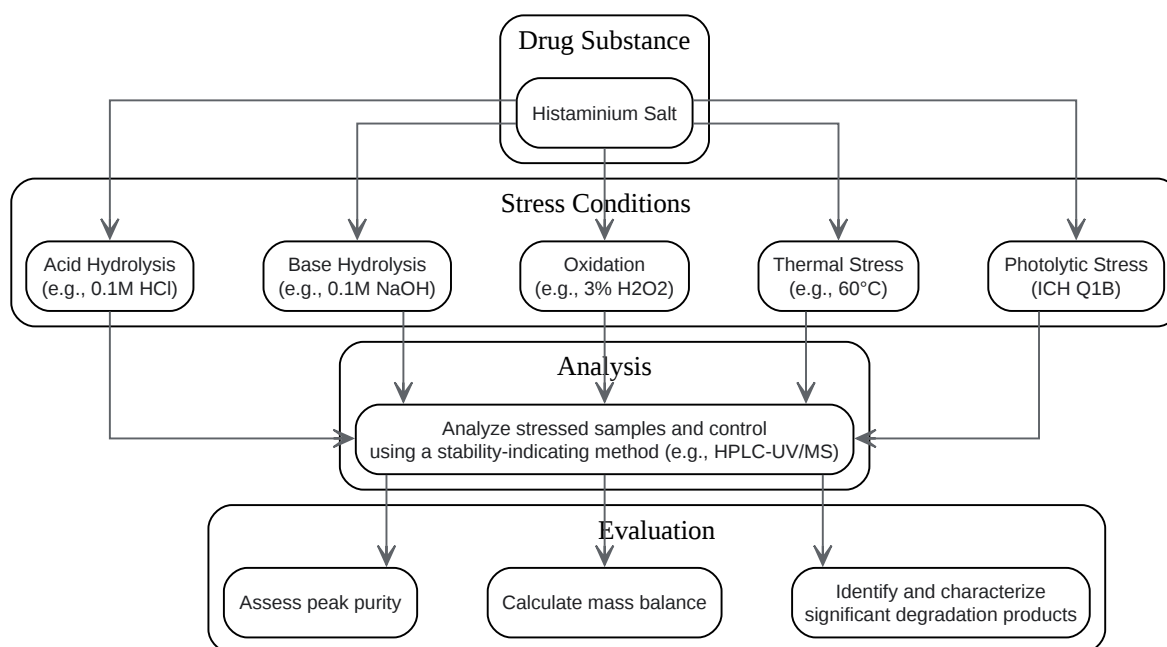 Drug Substance
Histaminium Salt
Stress Conditions
Acid Hydrolysis
(e.g., 0.1M HCl)
Base Hydrolysis
(e.g., 0.1M NaOH)
Oxidation
(e.g., 3% H2O2)
Thermal Stress
(e.g., 60°C)
Photolytic Stress
(ICH Q1B)
Analysis
Analyze stressed samples and control
using a stability-indicating method (e.g., HPLC-UV/MS)
Evaluation
Assess peak purity
Calculate mass balance
Identify and characterize
significant degradation products